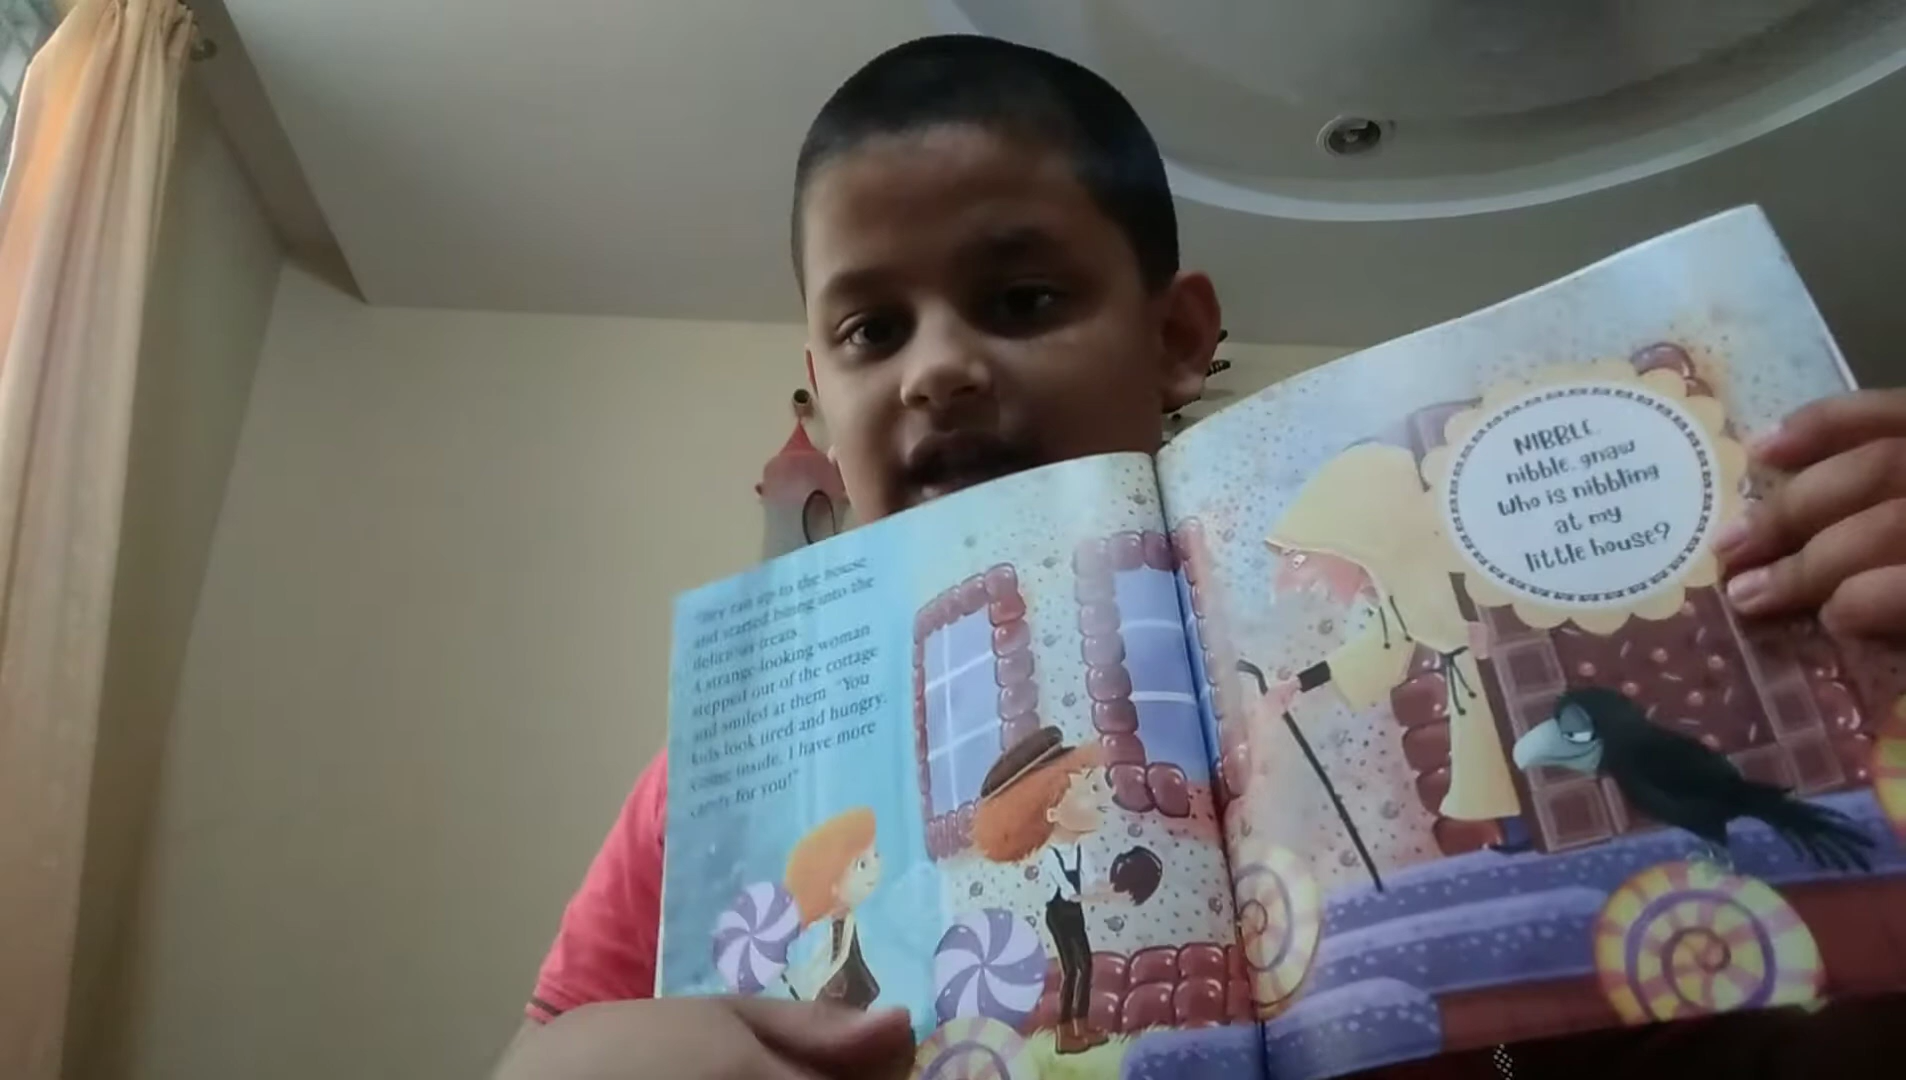 They ran up to the house
and started biting into the
delicious treats.
A strange-looking woman
stepped out of the cottage
and smiled at them. "You
kids look tired and hungry.
Come inside, I have more
candy for you!"
NIBBLE,
nibble, gnaw
Who is nibbling
at my
little house?